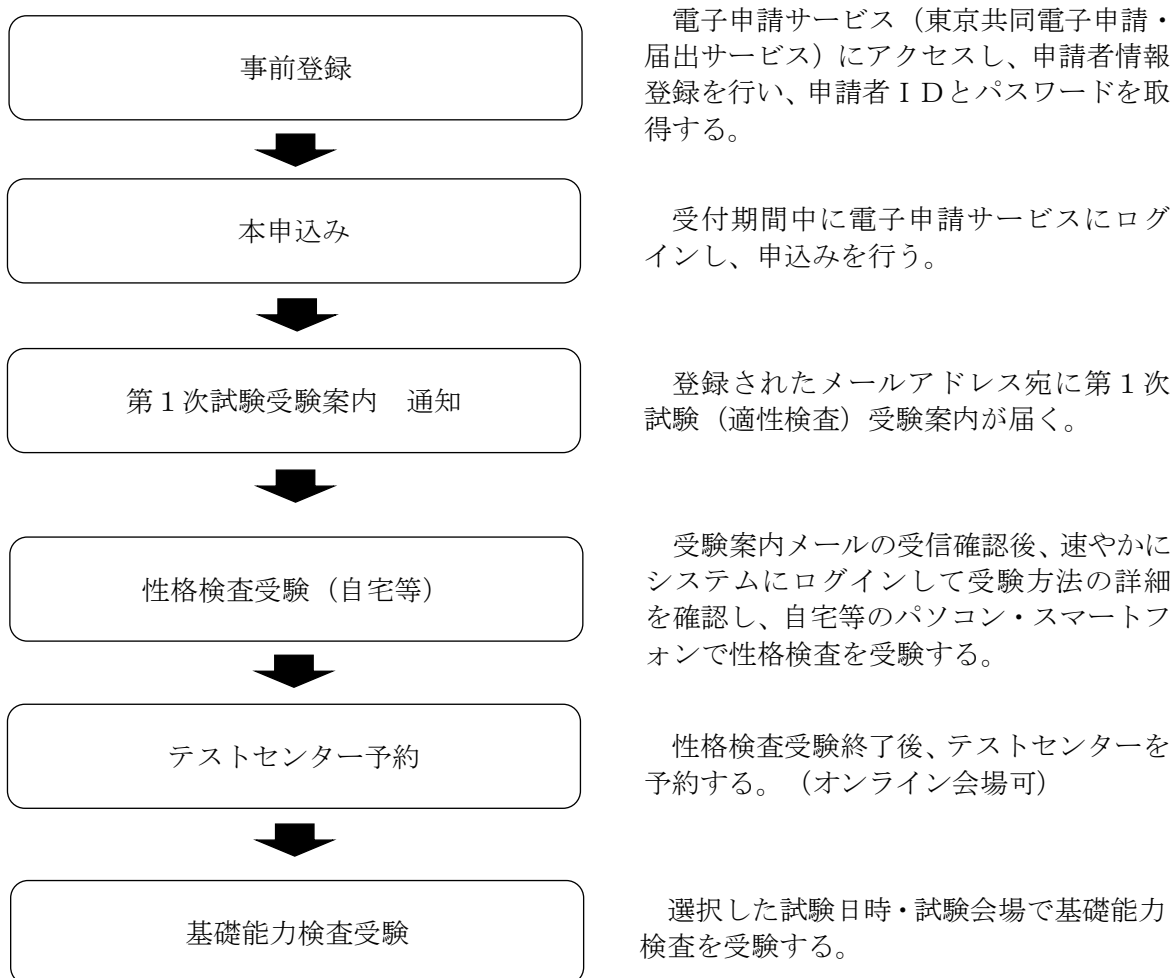 事前登録
電子申請サービス（東京共同電子申請・
届出サービス）にアクセスし、申請者情報
登録を行い、申請者ＩＤとパスワードを取
得する。
本申込み
受付期間中に電子申請サービスにログ
インし、申込みを行う。
第１次試験受験案内　通知
登録されたメールアドレス宛に第１次
試験（適性検査）受験案内が届く。
性格検査受験（自宅等）
受験案内メールの受信確認後、速やかに
システムにログインして受験方法の詳細
を確認し、自宅等のパソコン・スマートフ
ォンで性格検査を受験する。
テストセンター予約
性格検査受験終了後、テストセンターを
予約する。（オンライン会場可）
基礎能力検査受験
選択した試験日時・試験会場で基礎能力
検査を受験する。